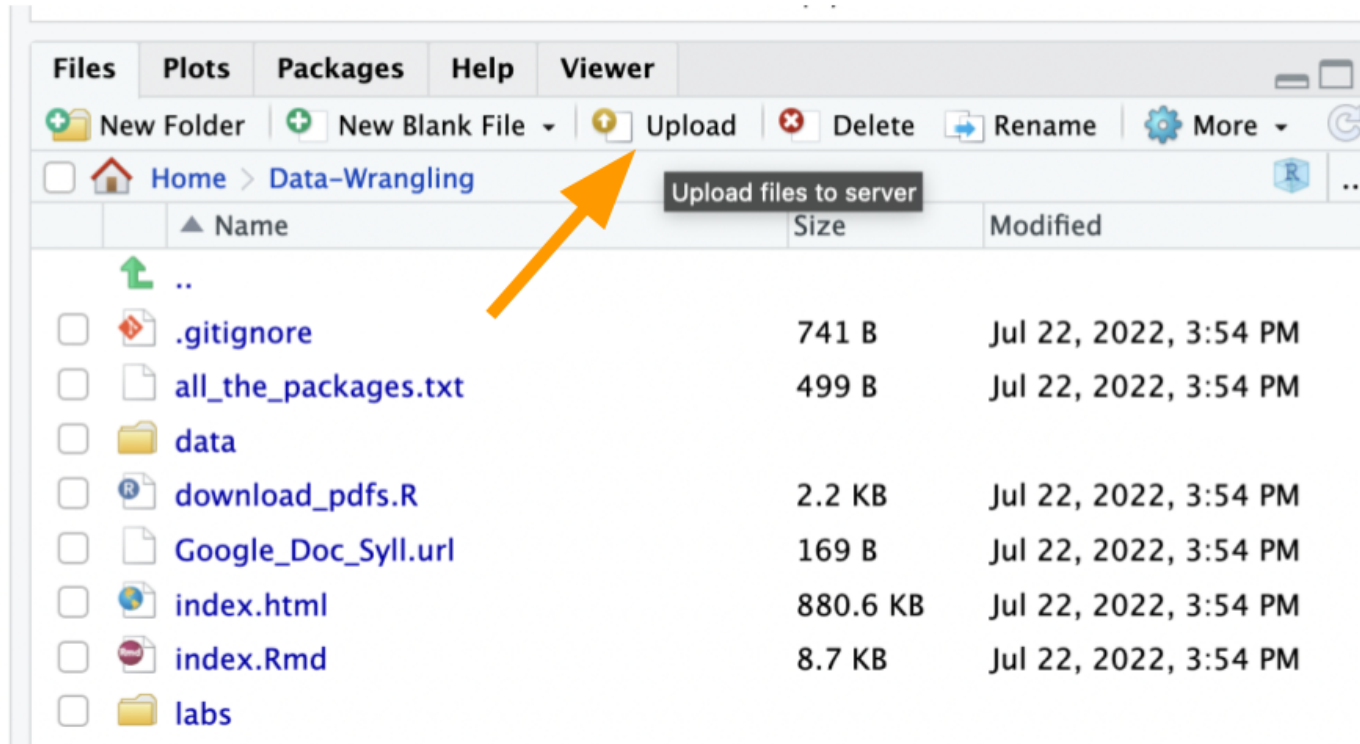 Files Plots Packages Help Viewer
New Folder New Blank File Upload Delete Rename More
Home > Data-Wrangling R ..
Upload files to server
Name Size Modified
..
.gitignore 741 B Jul 22, 2022, 3:54 PM
all_the_packages.txt 499 B Jul 22, 2022, 3:54 PM
data
R download_pdfs.R 2.2 KB Jul 22, 2022, 3:54 PM
Google_Doc_Syll.url 169 B Jul 22, 2022, 3:54 PM
index.html 880.6 KB Jul 22, 2022, 3:54 PM
Rmd index.Rmd 8.7 KB Jul 22, 2022, 3:54 PM
labs